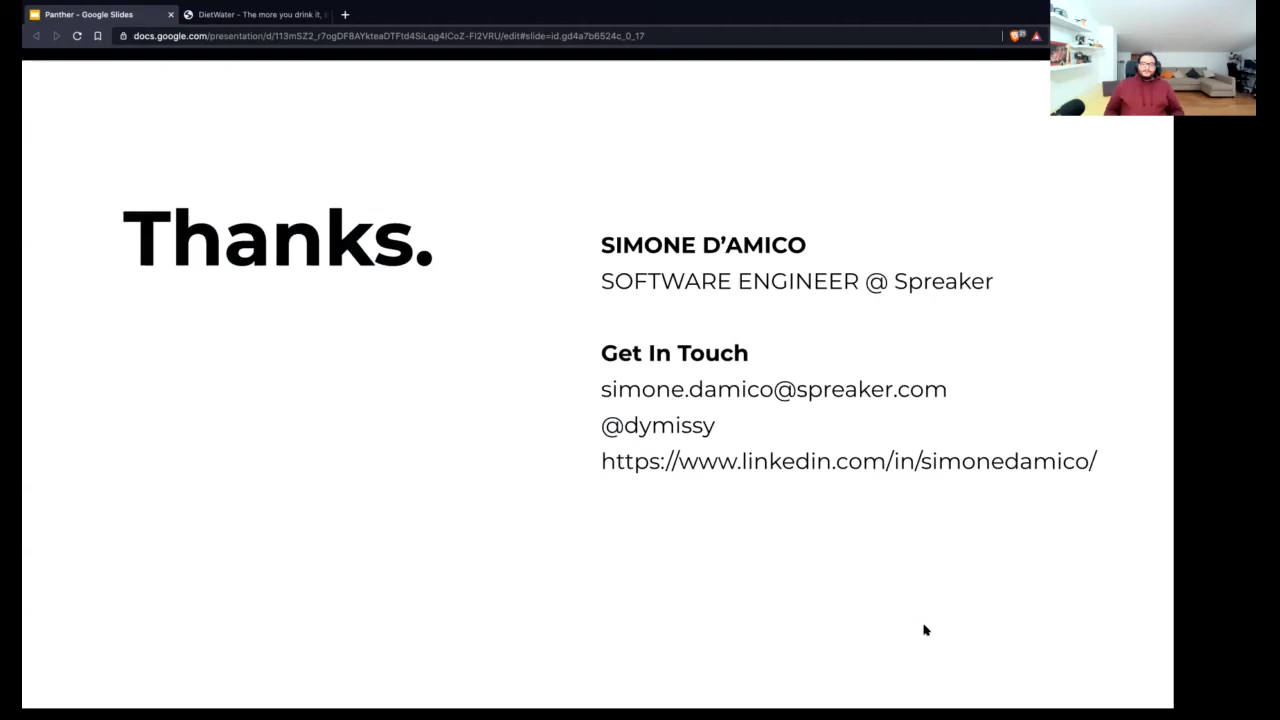 Panther - Google Slides
DietWater - The more you drink it,
docs.google.com/presentation/d/113mSZ2_r7ogDF8AYkteaDTFtd4SiLqg4ICoZ-FI2VRU/edit#slide=id.gd4a7b6524c_0_17
Thanks.
SIMONE D’AMICO
SOFTWARE ENGINEER @ Spreaker
Get In Touch
simone.damico@spreaker.com
@dymissy
https://www.linkedin.com/in/simonedamico/